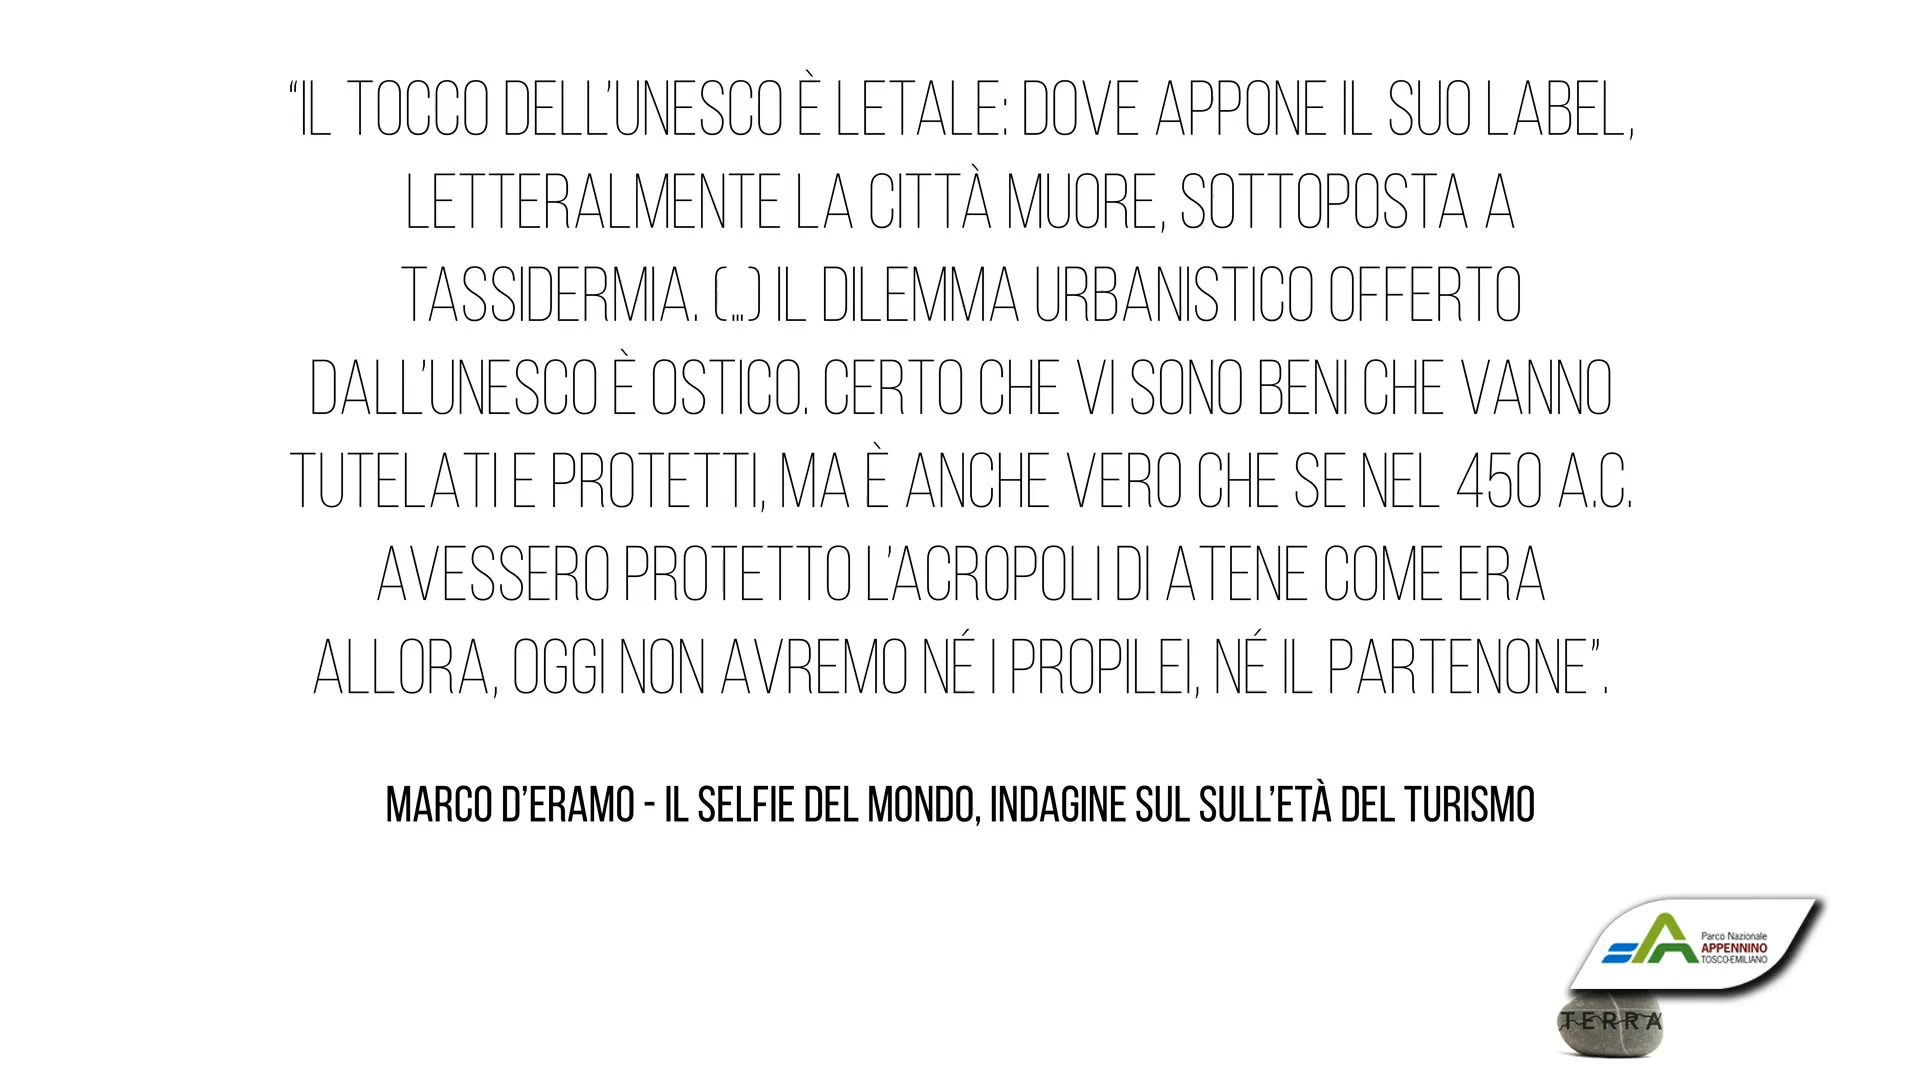 “IL TOCCO DELL’UNESCO È LETALE: DOVE APPONE IL SUO LABEL,
LETTERALMENTE LA CITTÀ MUORE, SOTTOPOSTA A
TASSIDERMIA. (...) IL DILEMMA URBANISTICO OFFERTO
DALL’UNESCO È OSTICO. CERTO CHE VI SONO BENI CHE VANNO
TUTELATI E PROTETTI, MA È ANCHE VERO CHE SE NEL 450 A.C.
AVESSERO PROTETTO L’ACROPOLI DI ATENE COME ERA
ALLORA, OGGI NON AVREMO NÉ I PROPILEI, NÉ IL PARTENONE”.
MARCO D’ERAMO - IL SELFIE DEL MONDO, INDAGINE SUL SULL’ETÀ DEL TURISMO
Parco Nazionale
APPENNINO
TOSCO-EMILIANO
TERRA